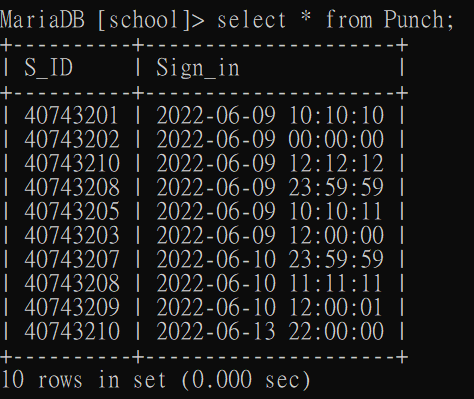 MariaDB [school]> select * from Punch;
+----------+---------------------+
| S_ID     | Sign_in             |
+----------+---------------------+
| 40743201 | 2022-06-09 10:10:10 |
| 40743202 | 2022-06-09 00:00:00 |
| 40743210 | 2022-06-09 12:12:12 |
| 40743208 | 2022-06-09 23:59:59 |
| 40743205 | 2022-06-09 10:10:11 |
| 40743203 | 2022-06-09 12:00:00 |
| 40743207 | 2022-06-10 23:59:59 |
| 40743208 | 2022-06-10 11:11:11 |
| 40743209 | 2022-06-10 12:00:01 |
| 40743210 | 2022-06-13 22:00:00 |
+----------+---------------------+
10 rows in set (0.000 sec)